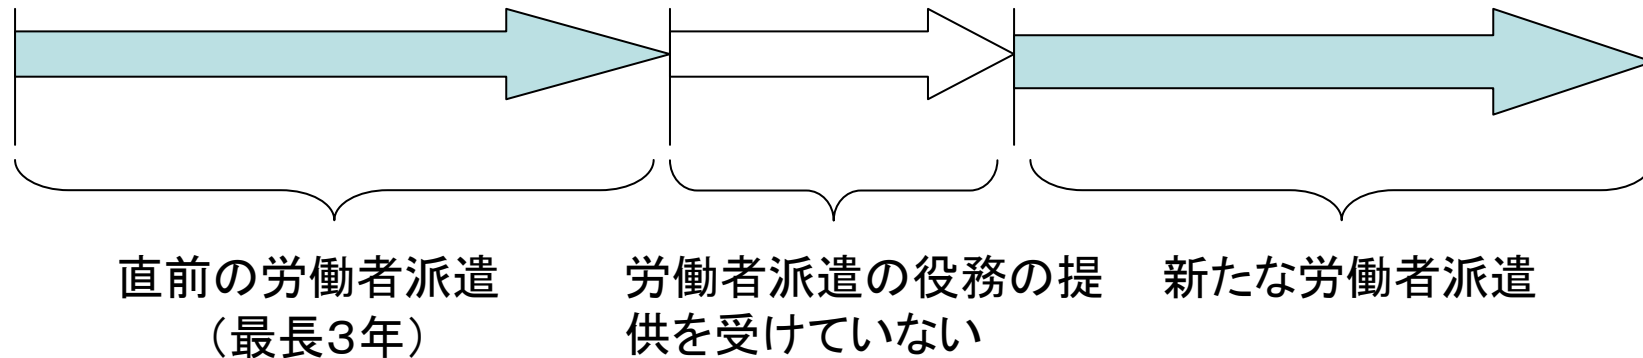 直前の労働者派遣
（最長３年）
労働者派遣の役務の提
供を受けていない
新たな労働者派遣